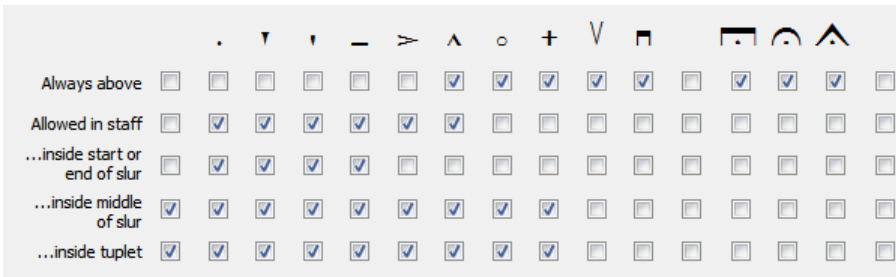 Always above
Allowed in staff
...inside start or
end of slur
...inside middle
of slur
...inside tuplet